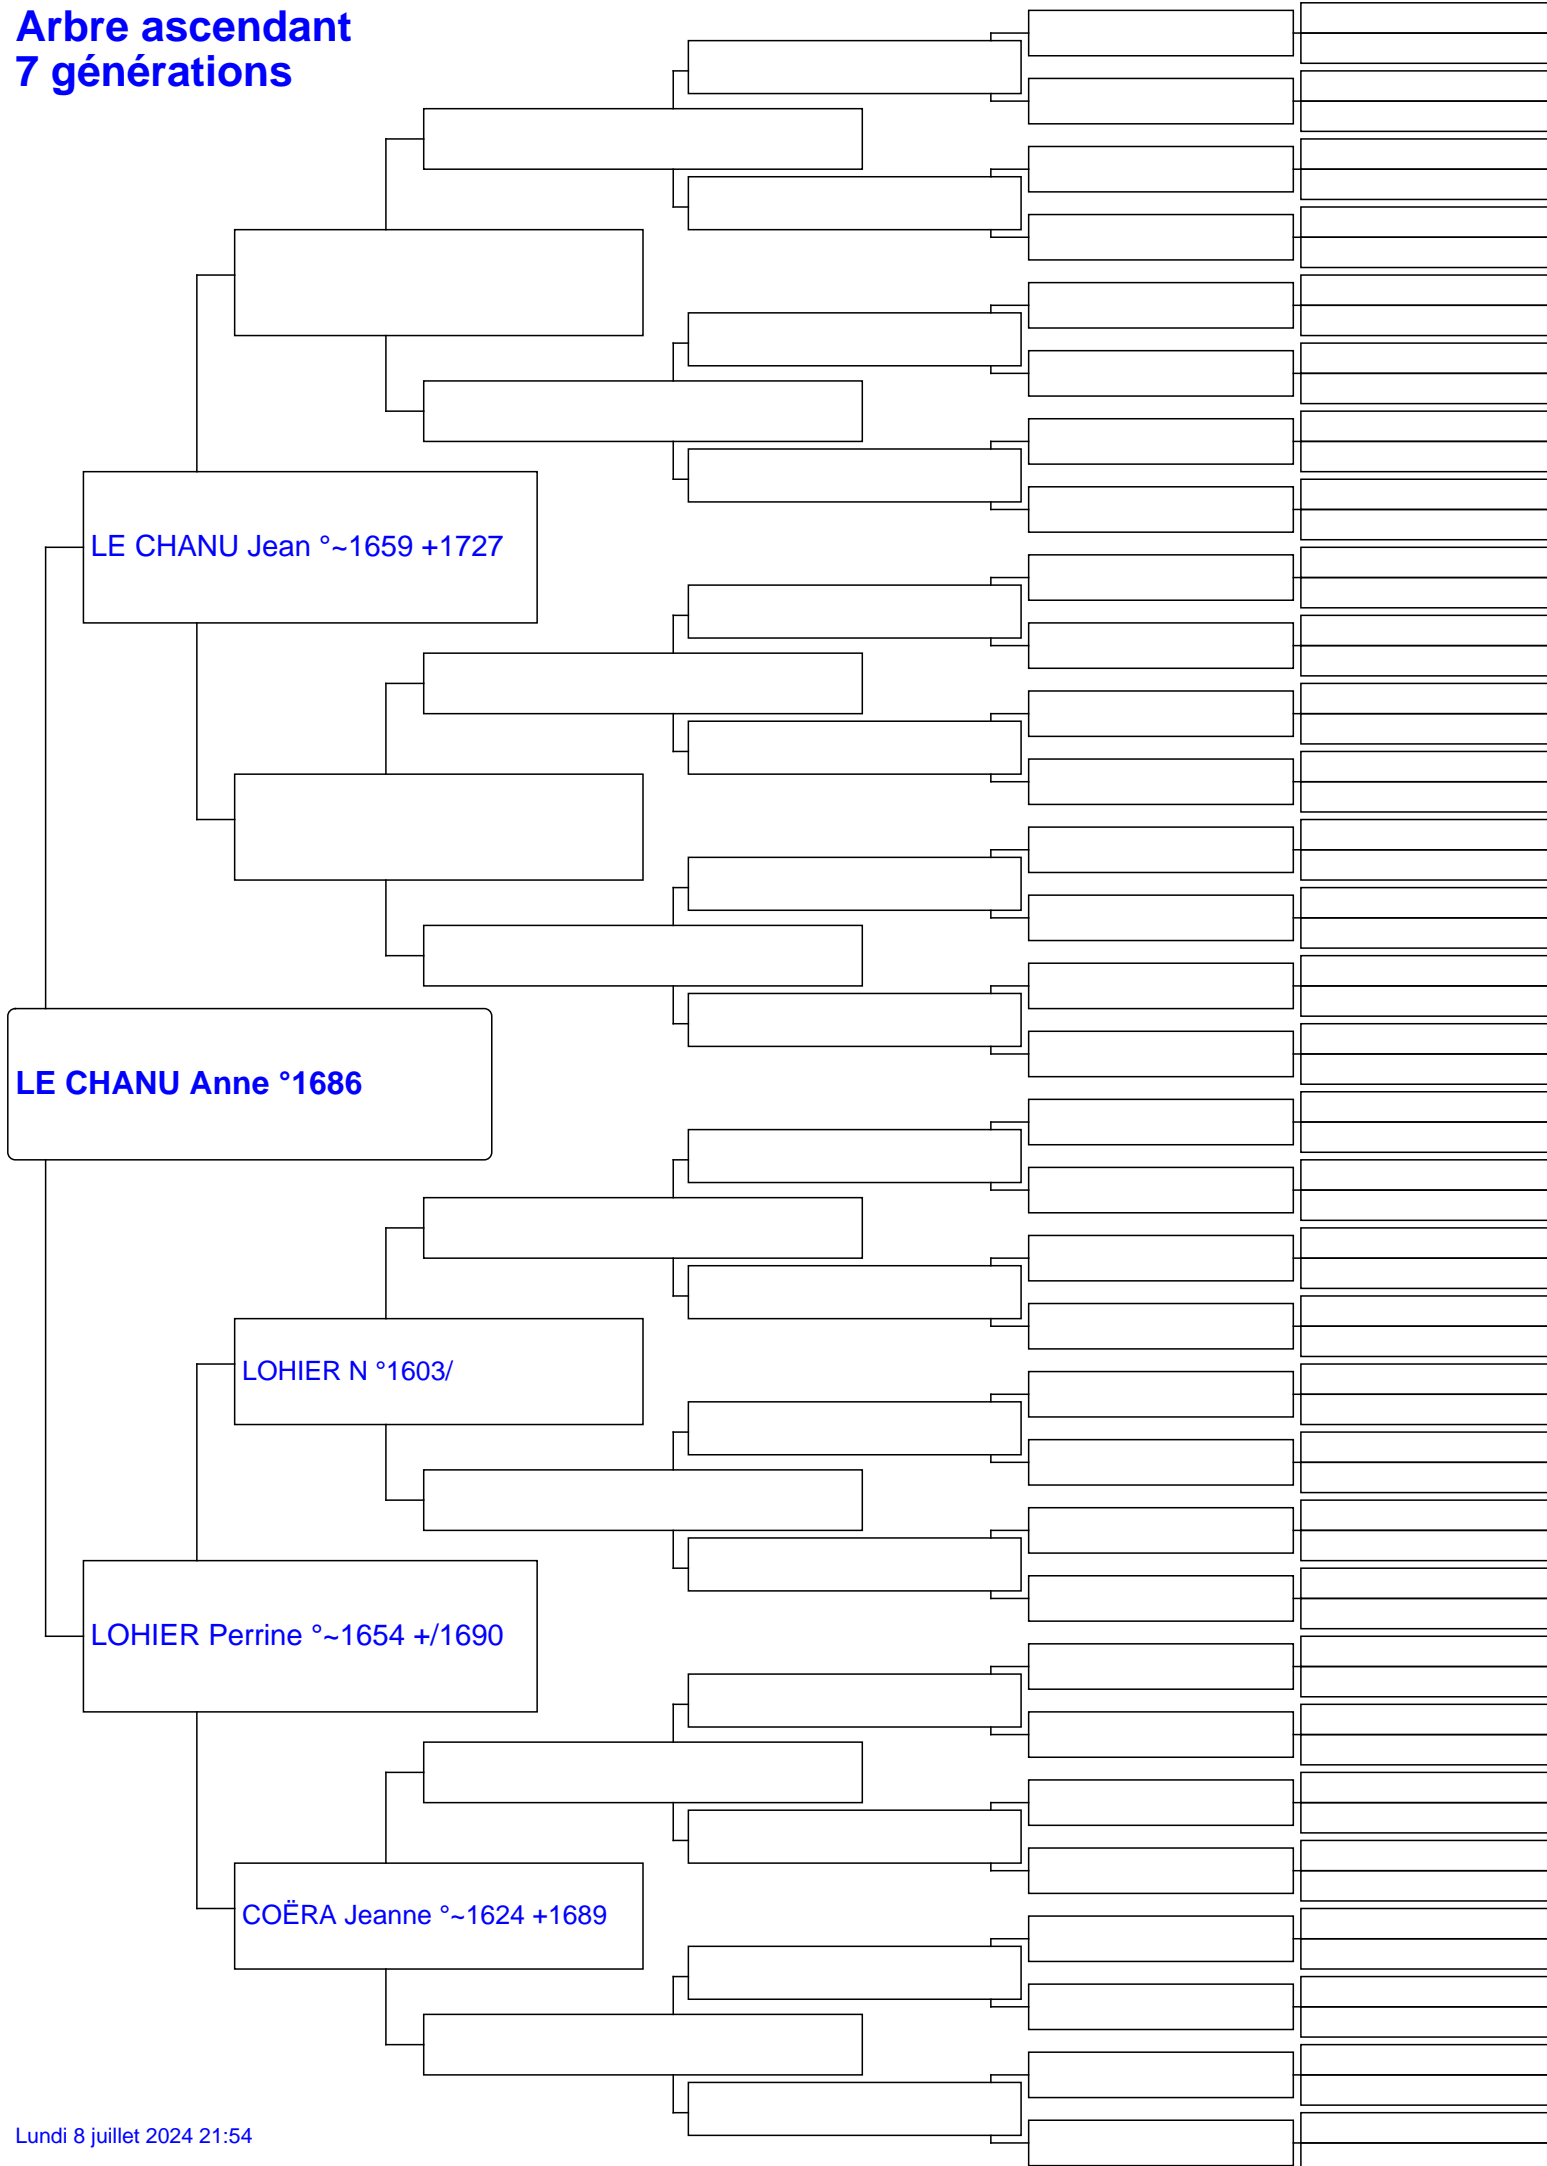 Arbre ascendant
7 générations
LE CHANU Jean °~1659 +1727
LE CHANU Anne °1686
LOHIER N °1603/
LOHIER Perrine °~1654 +/1690
COËRA Jeanne °~1624 +1689
Lundi 8 juillet 2024 21:54